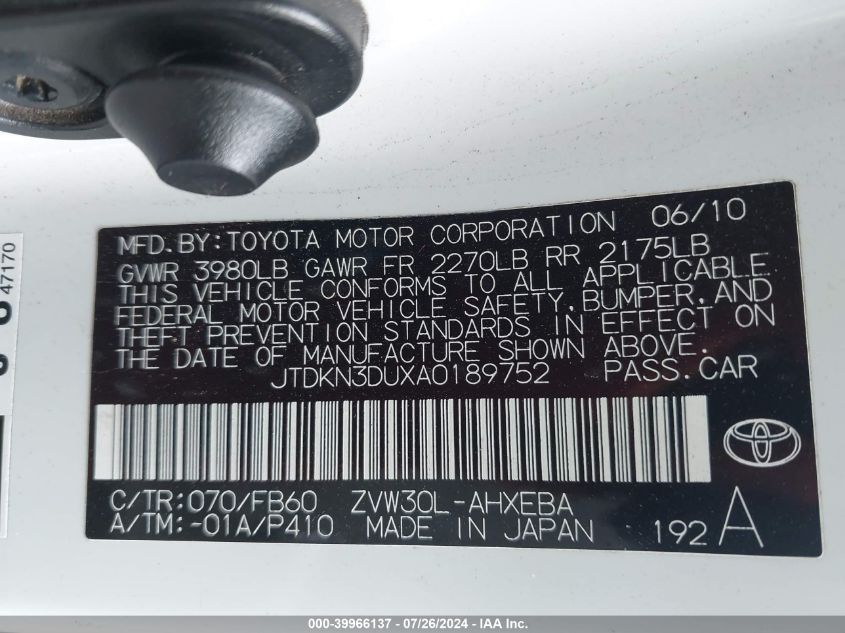 MFD. BY: TOYOTA MOTOR CORPORATION 06/10
GVWR 3980LB GAWR FR 2270LB RR 2175LB
THIS VEHICLE CONFORMS TO ALL APPLICABLE
FEDERAL MOTOR VEHICLE SAFETY, BUMPER, AND
THEFT PREVENTION STANDARDS IN EFFECT ON
THE DATE OF MANUFACTURE SHOWN ABOVE.
JTDKN3DUXA0189752 PASS. CAR
C/TR: 070/FB60 ZVW30L-AHXEBA
A/TM: -01A/P410 MADE IN JAPAN 192 A
47170
000-39966137 - 07/26/2024 - IAA Inc.